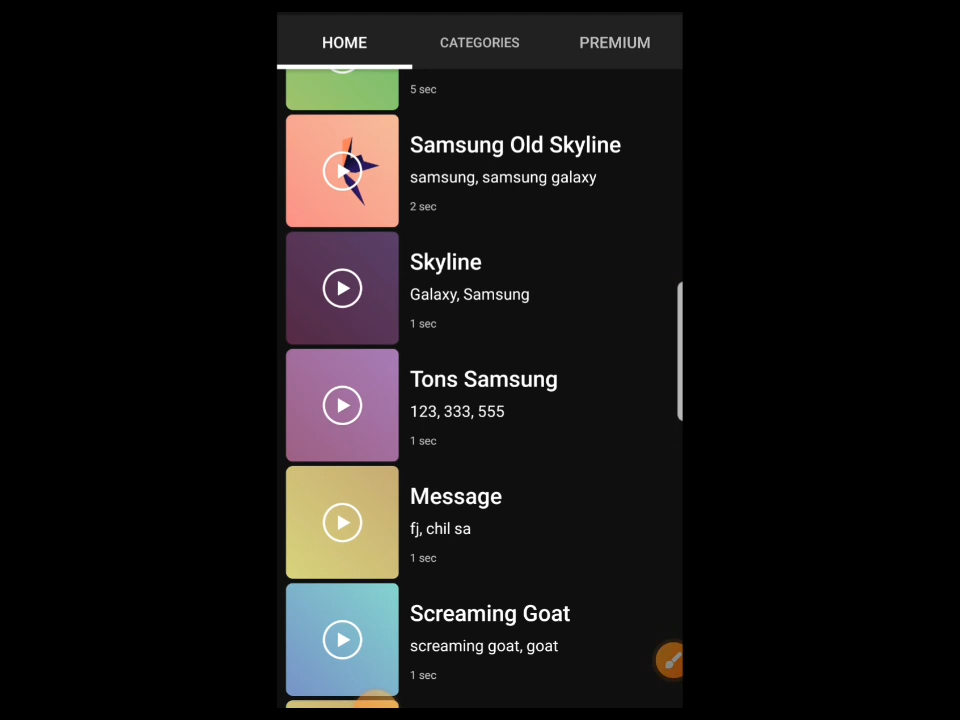 HOME CATEGORIES PREMIUM
5 sec
Samsung Old Skyline
samsung, samsung galaxy
2 sec
Skyline
Galaxy, Samsung
1 sec
Tons Samsung
123, 333, 555
1 sec
Message
fj, chil sa
1 sec
Screaming Goat
screaming goat, goat
1 sec